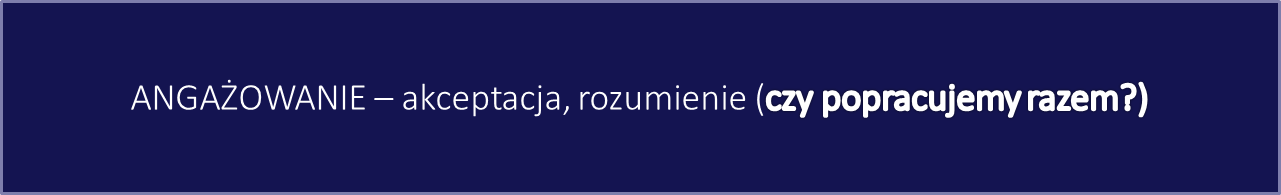 ANGAŻOWANIE – akceptacja, rozumienie (czy popracujemy razem?)